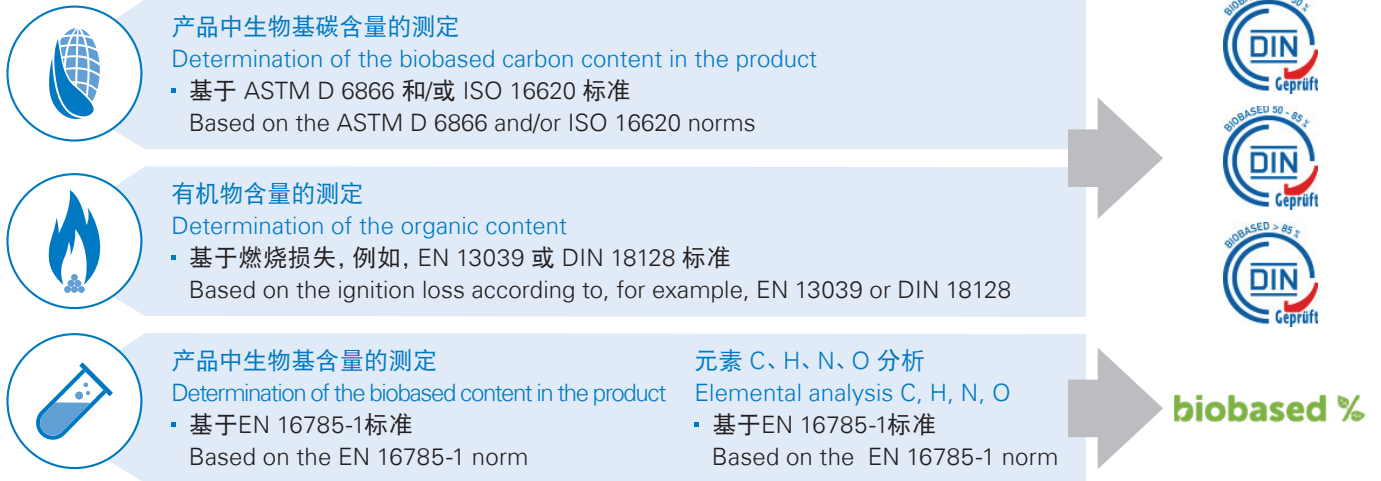 产品中生物基碳含量的测定
Determination of the biobased carbon content in the product
▪ 基于 ASTM D 6866 和/或 ISO 16620 标准
Based on the ASTM D 6866 and/or ISO 16620 norms
DIN
Geprüft
BIOBASED 50 - 85 %
DIN
Geprüft
有机物含量的测定
Determination of the organic content
▪ 基于燃烧损失, 例如, EN 13039 或 DIN 18128 标准
Based on the ignition loss according to, for example, EN 13039 or DIN 18128
BIOBASED > 85 %
DIN
Geprüft
产品中生物基含量的测定
Determination of the biobased content in the product
▪ 基于EN 16785-1标准
Based on the EN 16785-1 norm
元素 C、H、N、O 分析
Elemental analysis C, H, N, O
▪ 基于EN 16785-1标准
Based on the EN 16785-1 norm
biobased %